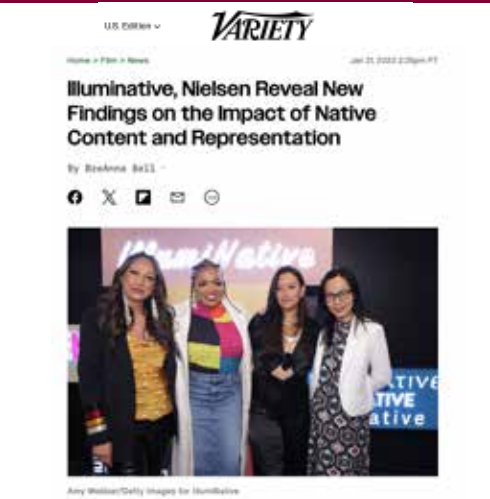 U.S. Edition
VARIETY
Home > Film > News
Jan 21, 2023 2:25pm PT
Illuminative, Nielsen Reveal New
Findings on the Impact of Native
Content and Representation
By BreAnna Bell
IllumiNative
ATIVE
TIVE
ative
Amy Webber/Getty Images for IllumiNative